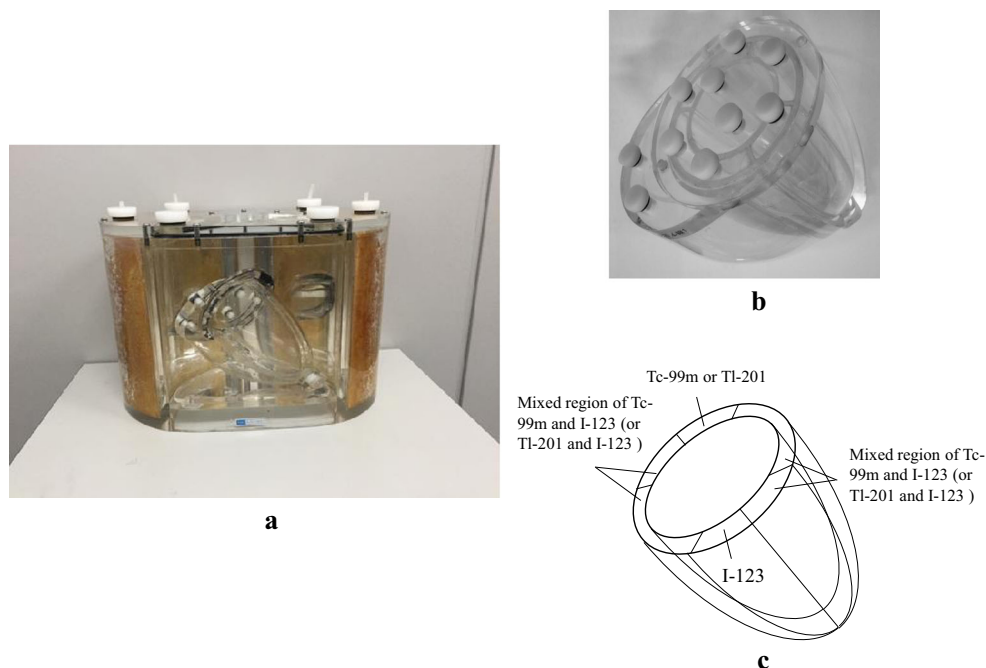 a
b
Tc-99m or Tl-201
Mixed region of Tc-
99m and I-123 (or
Tl-201 and I-123 )
Mixed region of Tc-
99m and I-123 (or
Tl-201 and I-123 )
I-123
c